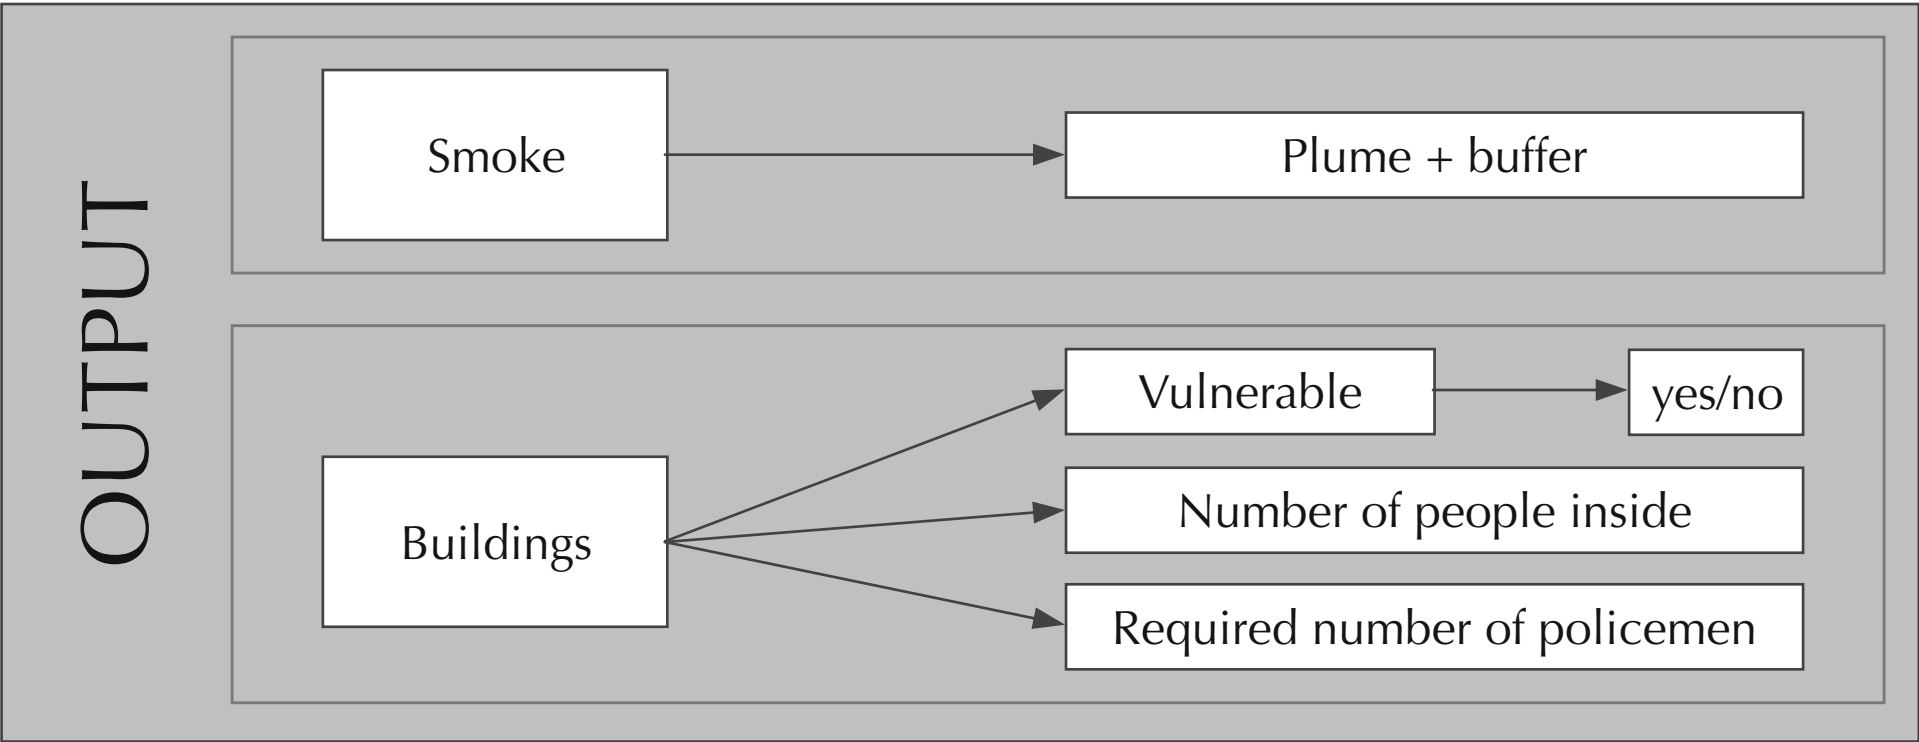 OUTPUT
Smoke
Plume + buffer
Buildings
Vulnerable
yes/no
Number of people inside
Required number of policemen